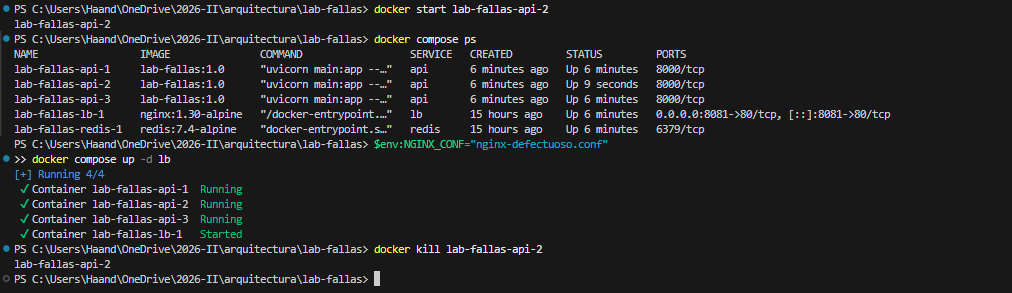 PS C:\Users\Haand\OneDrive\2026-II\arquitectura\lab-fallas> docker start lab-fallas-api-2
lab-fallas-api-2
PS C:\Users\Haand\OneDrive\2026-II\arquitectura\lab-fallas> docker compose ps
NAME IMAGE COMMAND SERVICE CREATED STATUS PORTS
lab-fallas-api-1 lab-fallas:1.0 "uvicorn main:app --…" api 6 minutes ago Up 6 minutes 8000/tcp
lab-fallas-api-2 lab-fallas:1.0 "uvicorn main:app --…" api 6 minutes ago Up 9 seconds 8000/tcp
lab-fallas-api-3 lab-fallas:1.0 "uvicorn main:app --…" api 6 minutes ago Up 6 minutes 8000/tcp
lab-fallas-lb-1 nginx:1.30-alpine "/docker-entrypoint.…" lb 15 hours ago Up 6 minutes 0.0.0.0:8081->80/tcp, [::]:8081->80/tcp
lab-fallas-redis-1 redis:7.4-alpine "docker-entrypoint.s…" redis 15 hours ago Up 6 minutes 6379/tcp
PS C:\Users\Haand\OneDrive\2026-II\arquitectura\lab-fallas> $env:NGINX_CONF="nginx-defectuoso.conf"
>> docker compose up -d lb
[+] Running 4/4
✔ Container lab-fallas-api-1 Running
✔ Container lab-fallas-api-2 Running
✔ Container lab-fallas-api-3 Running
✔ Container lab-fallas-lb-1 Started
PS C:\Users\Haand\OneDrive\2026-II\arquitectura\lab-fallas> docker kill lab-fallas-api-2
lab-fallas-api-2
PS C:\Users\Haand\OneDrive\2026-II\arquitectura\lab-fallas>